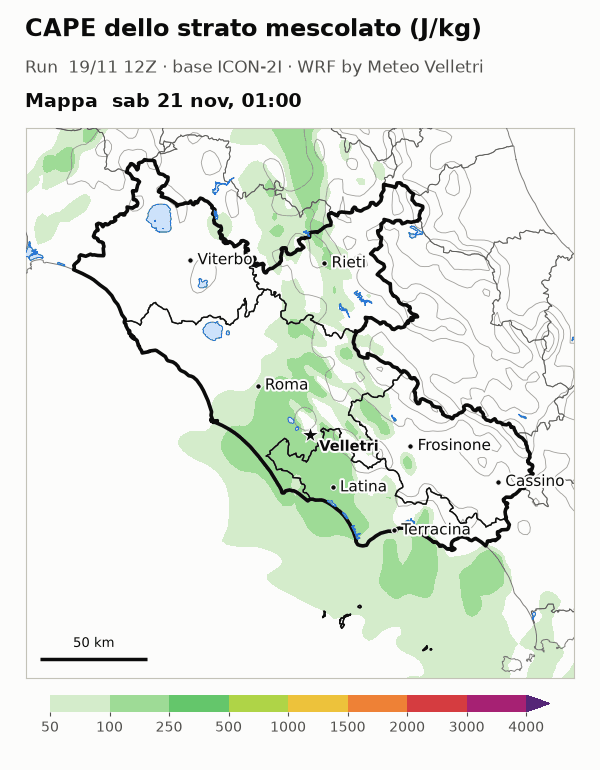 CAPE dello strato mescolato (J/kg)
Run  19/11 12Z · base ICON-2I · WRF by Meteo Velletri
Mappa  sab 21 nov, 01:00
Viterbo
Rieti
Roma
Velletri
Frosinone
Latina
Cassino
Terracina
50 km
50 100 250 500 1000 1500 2000 3000 4000